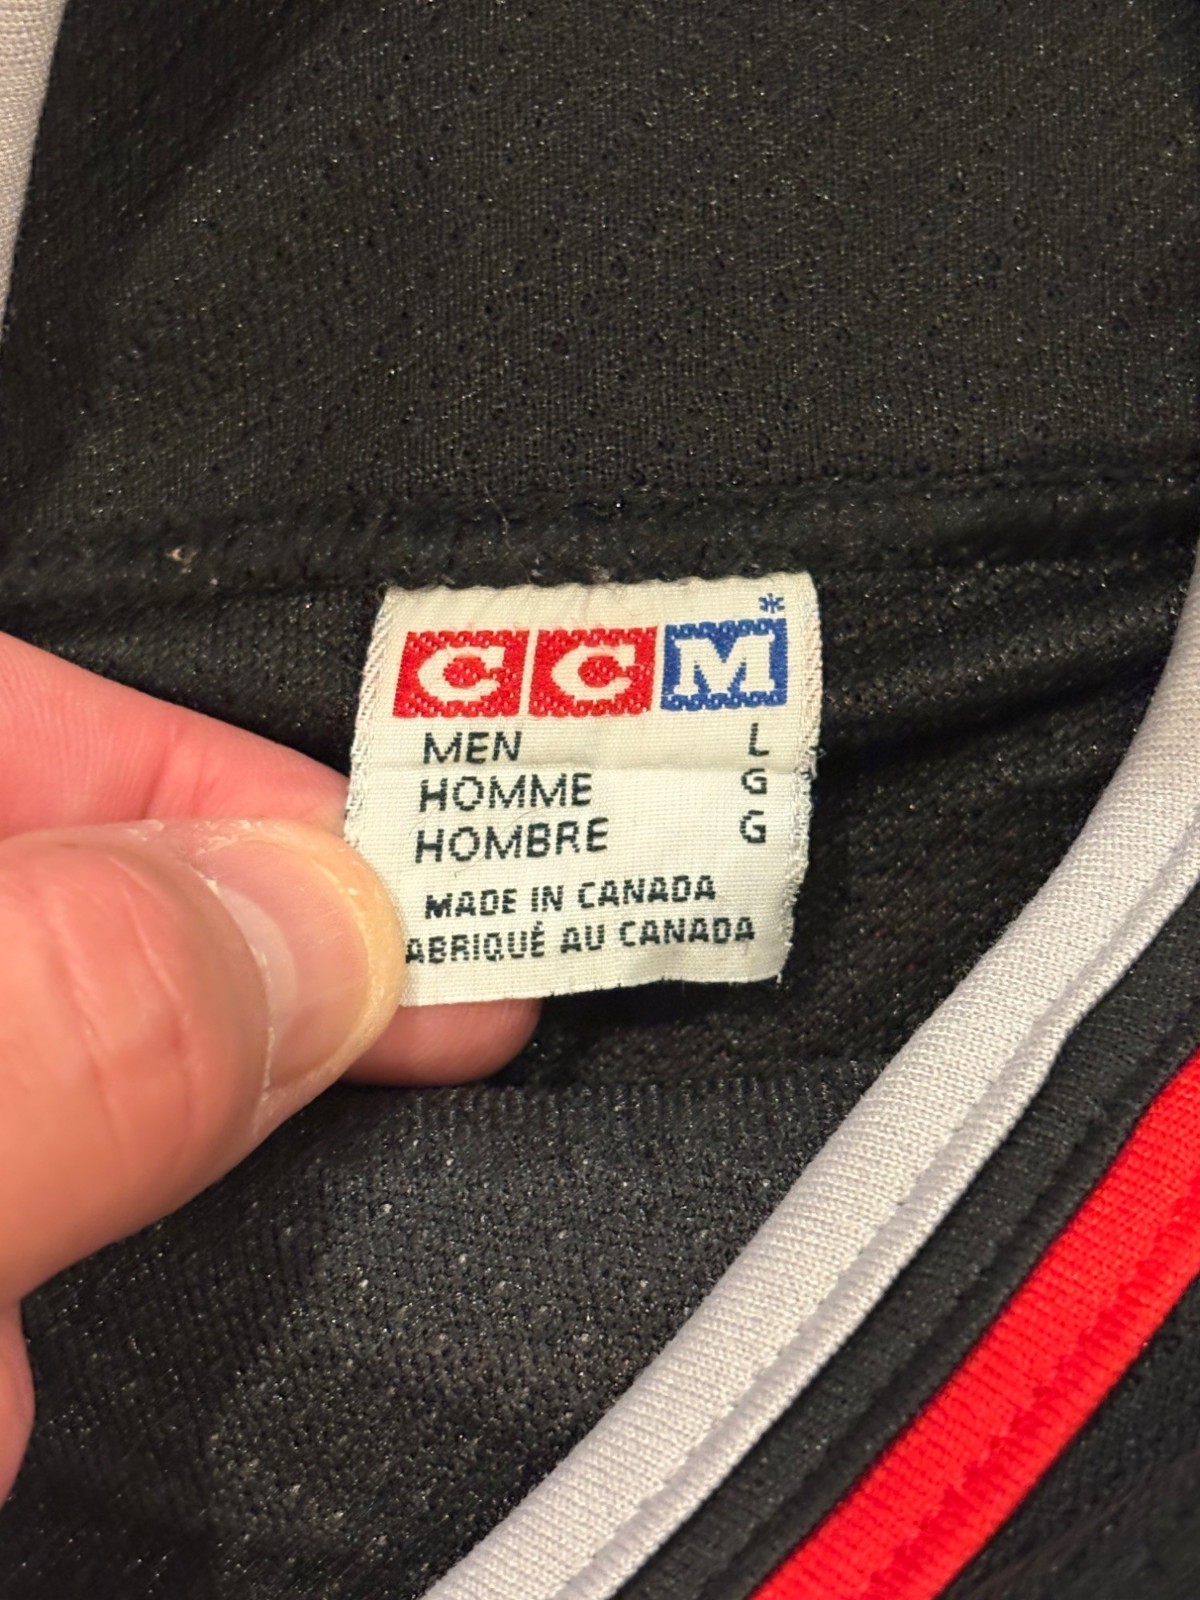 CCM*
MEN L
HOMME G
HOMBRE G
MADE IN CANADA
ABRIQUÉ AU CANADA